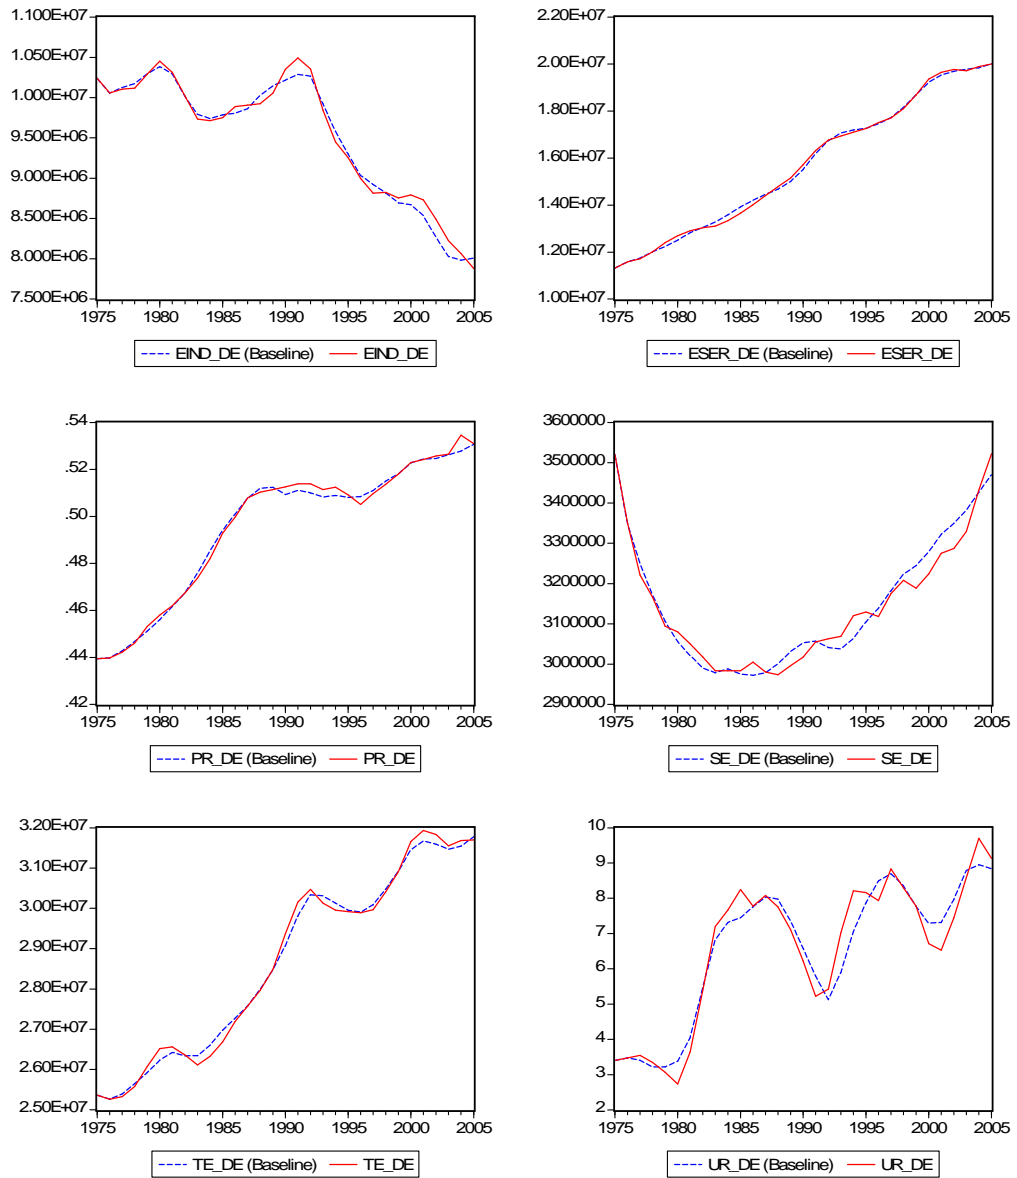 1.100E+07
1.050E+07
1.000E+07
9.500E+06
9.000E+06
8.500E+06
8.000E+06
7.500E+06
1975 1980 1985 1990 1995 2000 2005
EIND_DE (Baseline) EIND_DE
2.20E+07
2.00E+07
1.80E+07
1.60E+07
1.40E+07
1.20E+07
1.00E+07
1975 1980 1985 1990 1995 2000 2005
ESER_DE (Baseline) ESER_DE
.54
.52
.50
.48
.46
.44
.42
1975 1980 1985 1990 1995 2000 2005
PR_DE (Baseline) PR_DE
3600000
3500000
3400000
3300000
3200000
3100000
3000000
2900000
1975 1980 1985 1990 1995 2000 2005
SE_DE (Baseline) SE_DE
3.20E+07
3.10E+07
3.00E+07
2.90E+07
2.80E+07
2.70E+07
2.60E+07
2.50E+07
1975 1980 1985 1990 1995 2000 2005
TE_DE (Baseline) TE_DE
10
9
8
7
6
5
4
3
2
1975 1980 1985 1990 1995 2000 2005
UR_DE (Baseline) UR_DE